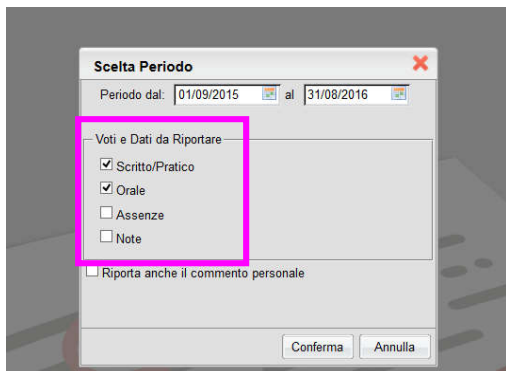 Scelta Periodo
Periodo dal: 01/09/2015 al 31/08/2016
Voti e Dati da Riportare
Scritto/Pratico
Orale
Assenze
Note
Riporta anche il commento personale
Conferma Annulla